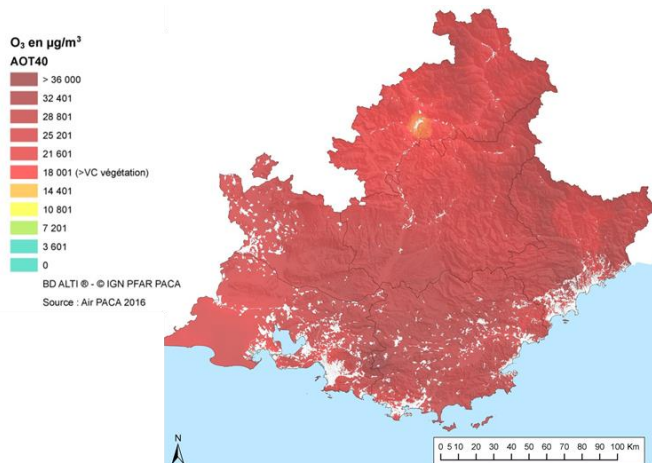 O₃ en µg/m³
AOT40
> 36 000
32 401
28 801
25 201
21 601
18 001 (>VC végétation)
14 401
10 801
7 201
3 601
0
BD ALTI ® - © IGN PFAR PACA
Source : Air PACA 2016
N
0 5 10 20 30 40 50 60 70 80 90 100 Km